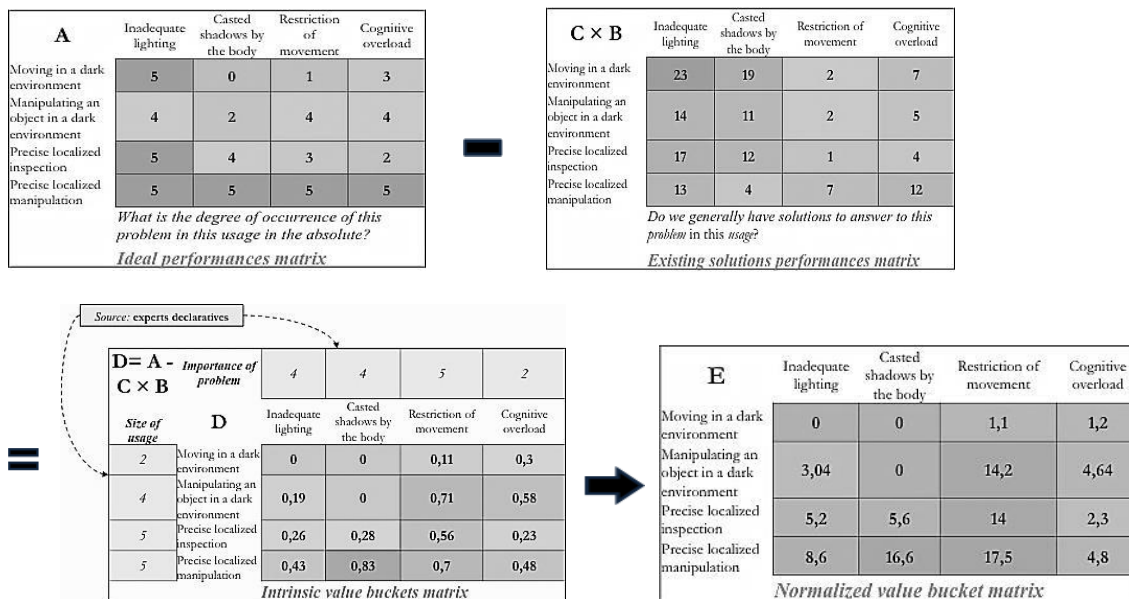 A
Inadequate lighting
Casted shadows by the body
Restriction of movement
Cognitive overload
Moving in a dark environment
5 0 1 3
Manipulating an object in a dark environment
4 2 4 4
Precise localized inspection
5 4 3 2
Precise localized manipulation
5 5 5 5
What is the degree of occurrence of this
problem in this usage in the absolute?
Ideal performances matrix
C × B
Inadequate lighting
Casted shadows by the body
Restriction of movement
Cognitive overload
Moving in a dark environment
23 19 2 7
Manipulating an object in a dark environment
14 11 2 5
Precise localized inspection
17 12 1 4
Precise localized manipulation
13 4 7 12
Do we generally have solutions to answer to this
problem in this usage?
Existing solutions performances matrix
Source: experts declaratives
D= A - C × B
Importance of problem
4 4 5 2
Size of usage
D
Inadequate lighting
Casted shadows by the body
Restriction of movement
Cognitive overload
2 Moving in a dark environment 0 0 0,11 0,3
4 Manipulating an object in a dark environment 0,19 0 0,71 0,58
5 Precise localized inspection 0,26 0,28 0,56 0,23
5 Precise localized manipulation 0,43 0,83 0,7 0,48
Intrinsic value buckets matrix
E
Inadequate lighting
Casted shadows by the body
Restriction of movement
Cognitive overload
Moving in a dark environment
0 0 1,1 1,2
Manipulating an object in a dark environment
3,04 0 14,2 4,64
Precise localized inspection
5,2 5,6 14 2,3
Precise localized manipulation
8,6 16,6 17,5 4,8
Normalized value bucket matrix